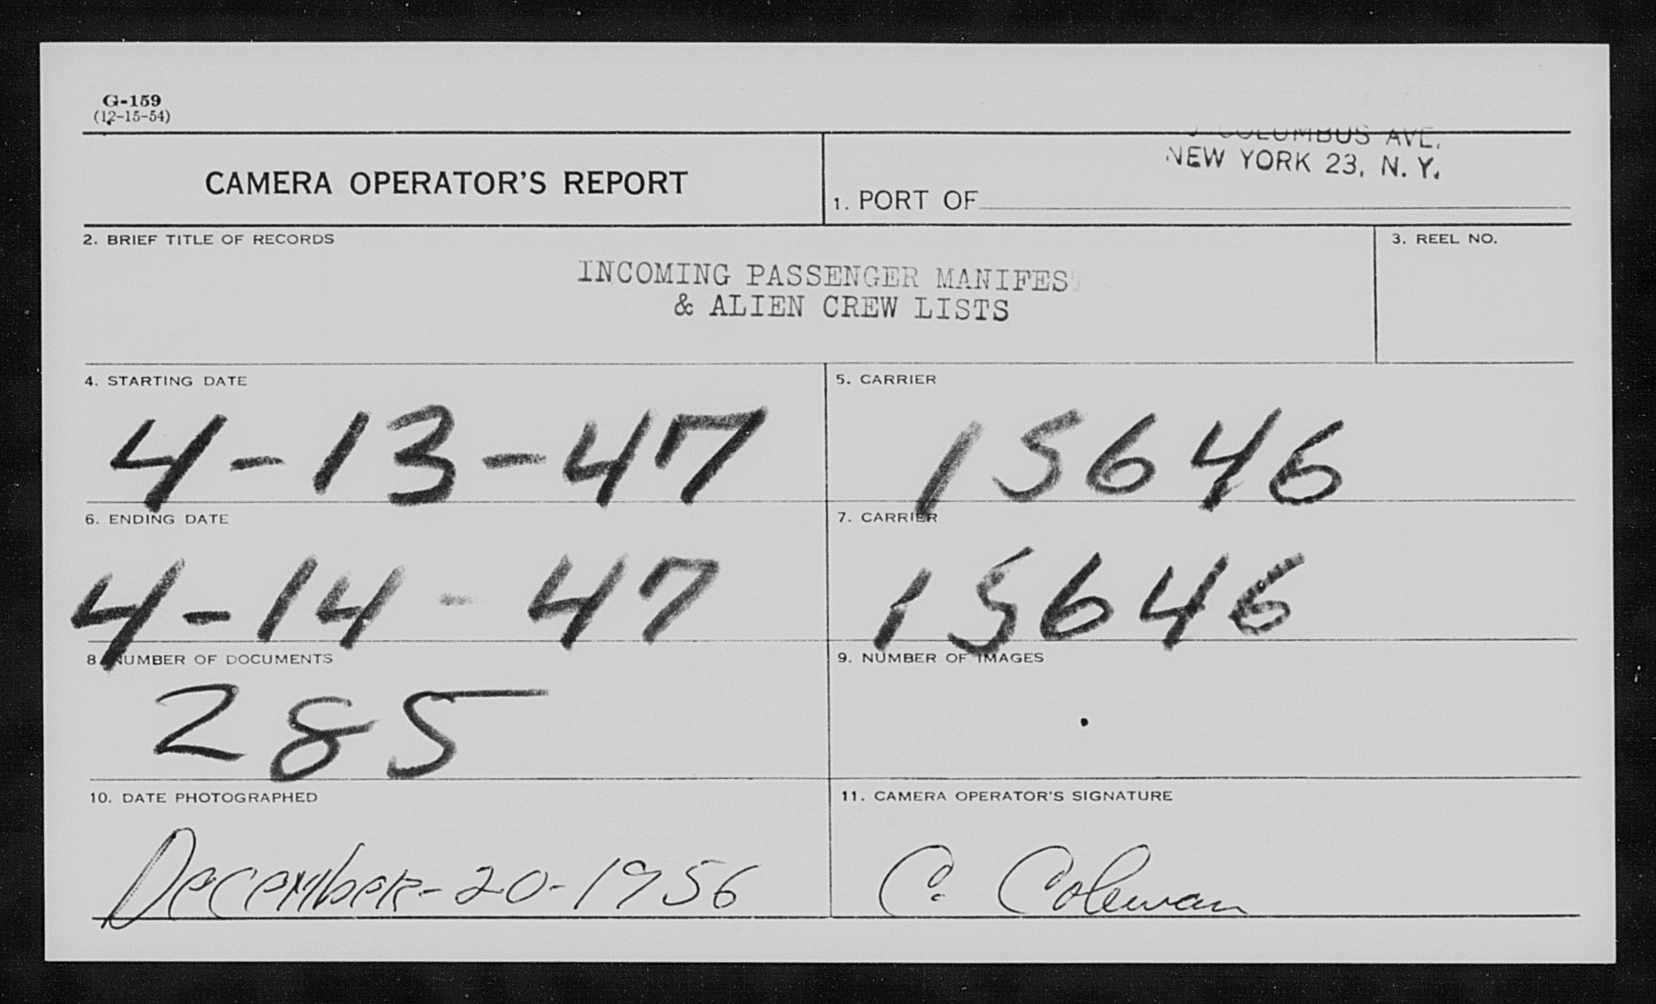 G-159
(12-15-54)
COLUMBUS AVE.
NEW YORK 23, N. Y.
CAMERA OPERATOR'S REPORT
1. PORT OF
2. BRIEF TITLE OF RECORDS
3. REEL NO.
INCOMING PASSENGER MANIFES
& ALIEN CREW LISTS
4. STARTING DATE
5. CARRIER
4-13-47
15646
6. ENDING DATE
7. CARRIER
4-14-47
15646
8. NUMBER OF DOCUMENTS
9. NUMBER OF IMAGES
285
10. DATE PHOTOGRAPHED
11. CAMERA OPERATOR'S SIGNATURE
December-20-1956
C. Coleman